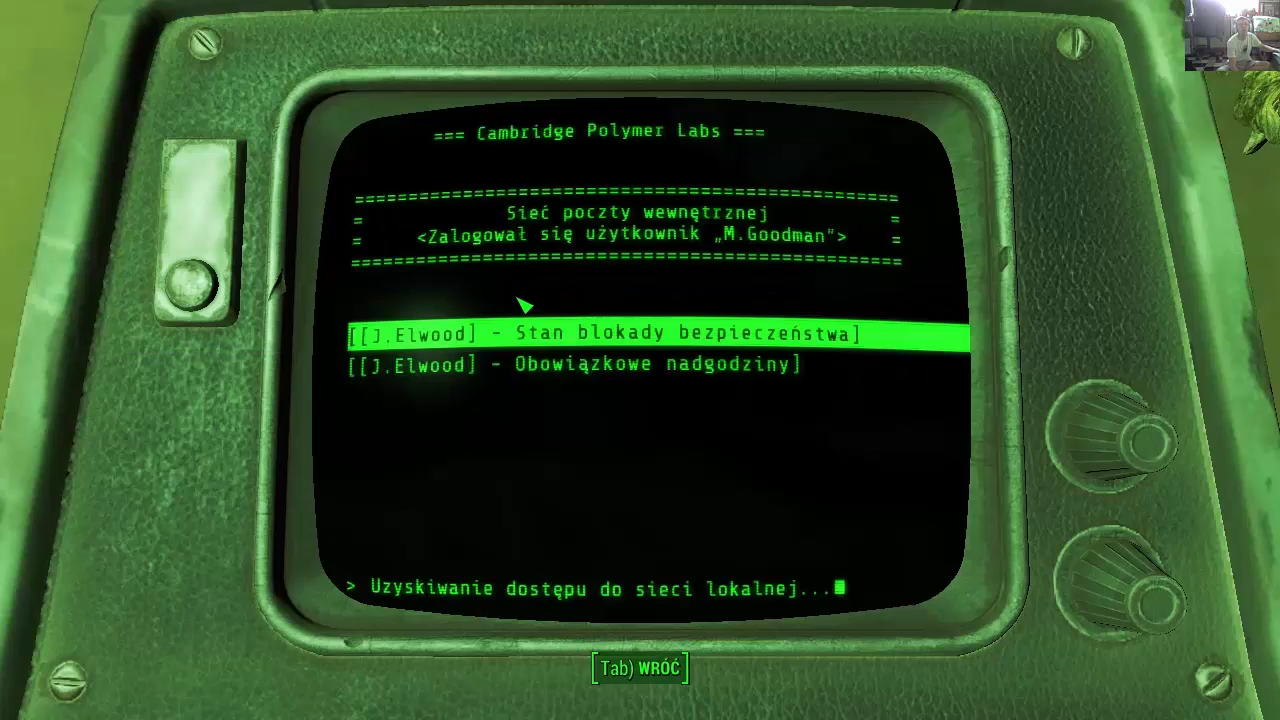 === Cambridge Polymer Labs ===
==============================================
= Sieć poczty wewnętrznej =
= <Zalogował się użytkownik „M.Goodman"> =
==============================================
[[J.Elwood] - Stan blokady bezpieczeństwa]
[[J.Elwood] - Obowiązkowe nadgodziny]
> Uzyskiwanie dostępu do sieci lokalnej...
[Tab) WRÓĆ]